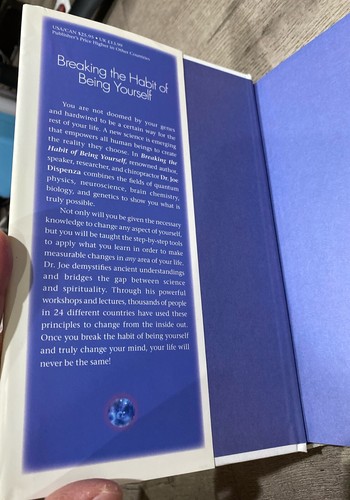 USA/CAN $25.95 • UK £14.99
Publisher's Price Higher in Other Countries
Breaking the Habit of
Being Yourself
You are not doomed by your genes
and hardwired to be a certain way for the
rest of your life. A new science is emerging
that empowers all human beings to create
the reality they choose. In Breaking the
Habit of Being Yourself, renowned author,
speaker, researcher, and chiropractor Dr. Joe
Dispenza combines the fields of quantum
physics, neuroscience, brain chemistry,
biology, and genetics to show you what is
truly possible.
Not only will you be given the necessary
knowledge to change any aspect of yourself,
but you will be taught the step-by-step tools
to apply what you learn in order to make
measurable changes in any area of your life.
Dr. Joe demystifies ancient understandings
and bridges the gap between science
and spirituality. Through his powerful
workshops and lectures, thousands of people
in 24 different countries have used these
principles to change from the inside out.
Once you break the habit of being yourself
and truly change your mind, your life will
never be the same!